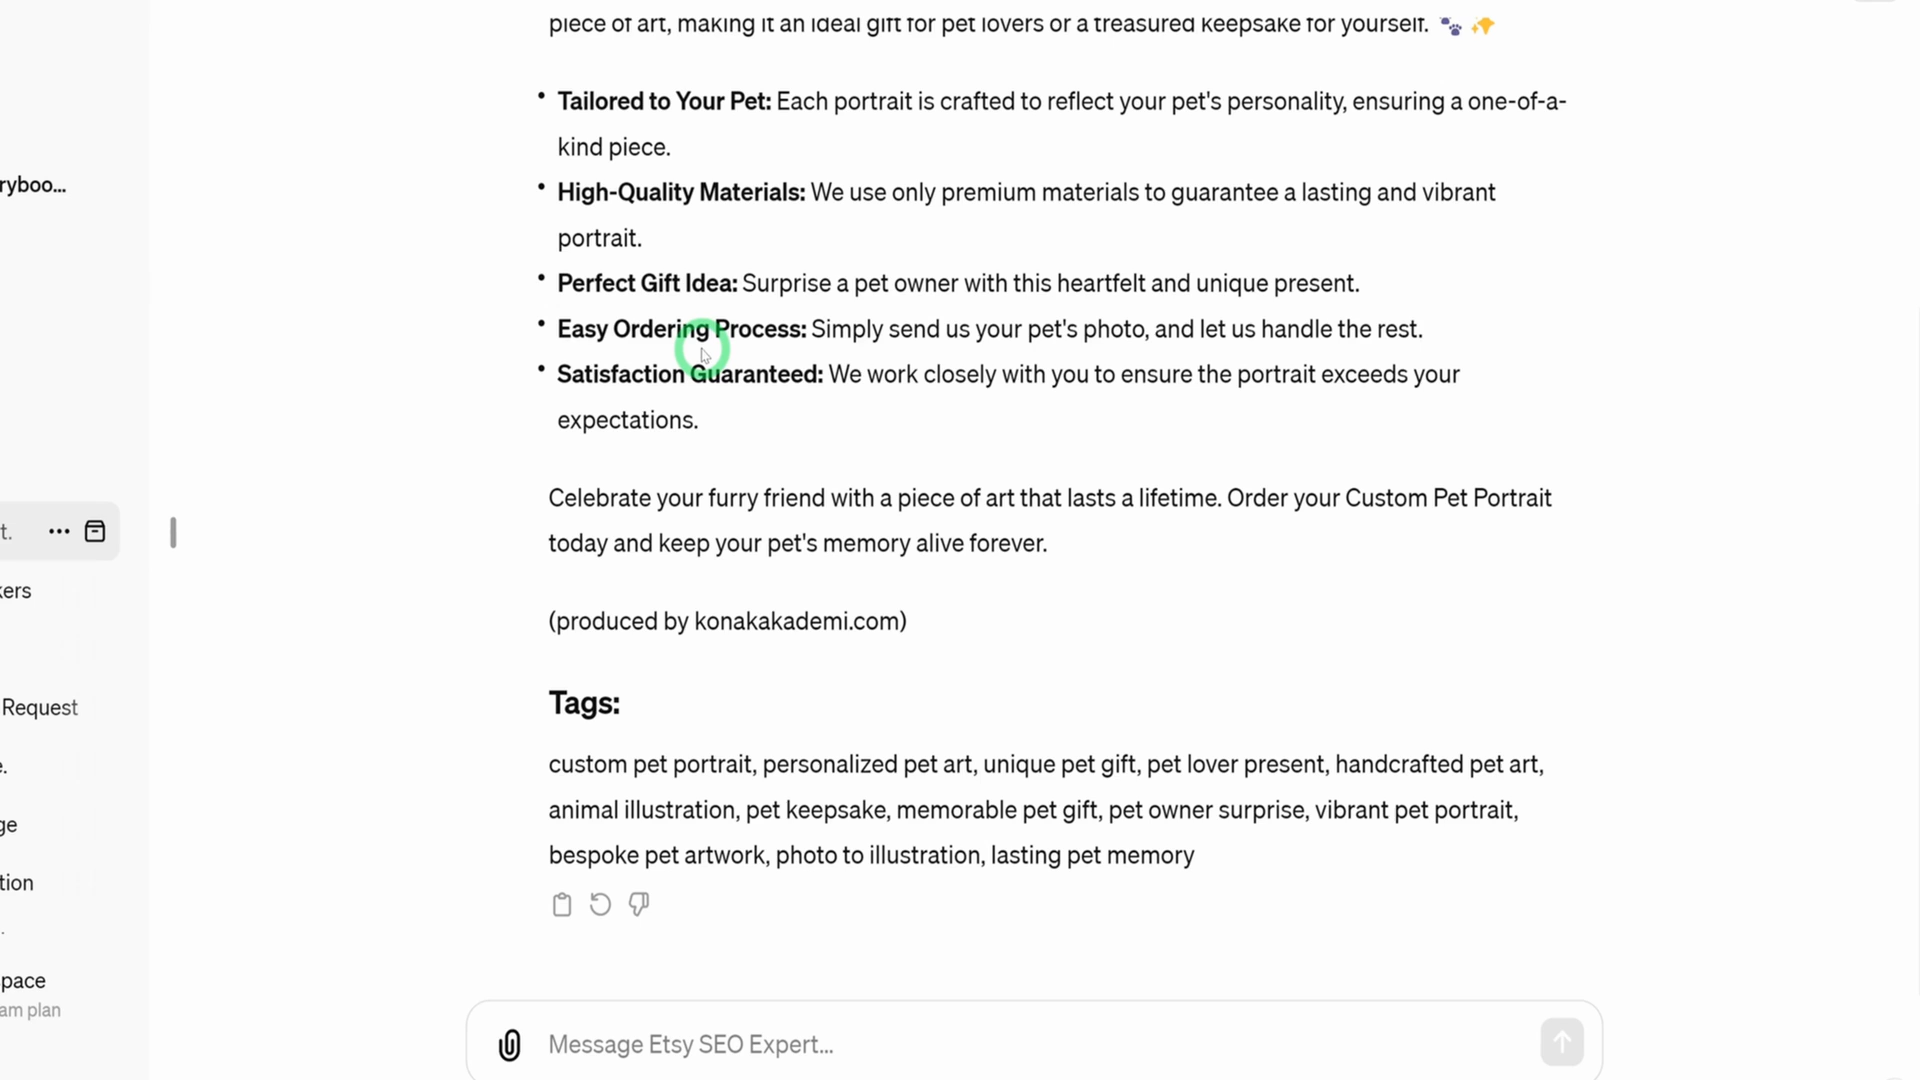 piece of art, making it an ideal gift for pet lovers or a treasured keepsake for yourself. 🐾 ✨
• Tailored to Your Pet: Each portrait is crafted to reflect your pet's personality, ensuring a one-of-a-
kind piece.
ryboo...
• High-Quality Materials: We use only premium materials to guarantee a lasting and vibrant
portrait.
• Perfect Gift Idea: Surprise a pet owner with this heartfelt and unique present.
• Easy Ordering Process: Simply send us your pet's photo, and let us handle the rest.
• Satisfaction Guaranteed: We work closely with you to ensure the portrait exceeds your
expectations.
Celebrate your furry friend with a piece of art that lasts a lifetime. Order your Custom Pet Portrait
t.
today and keep your pet's memory alive forever.
kers
(produced by konakakademi.com)
Request
Tags:
e.
custom pet portrait, personalized pet art, unique pet gift, pet lover present, handcrafted pet art,
animal illustration, pet keepsake, memorable pet gift, pet owner surprise, vibrant pet portrait,
ge
bespoke pet artwork, photo to illustration, lasting pet memory
tion
.
pace
am plan
Message Etsy SEO Expert...